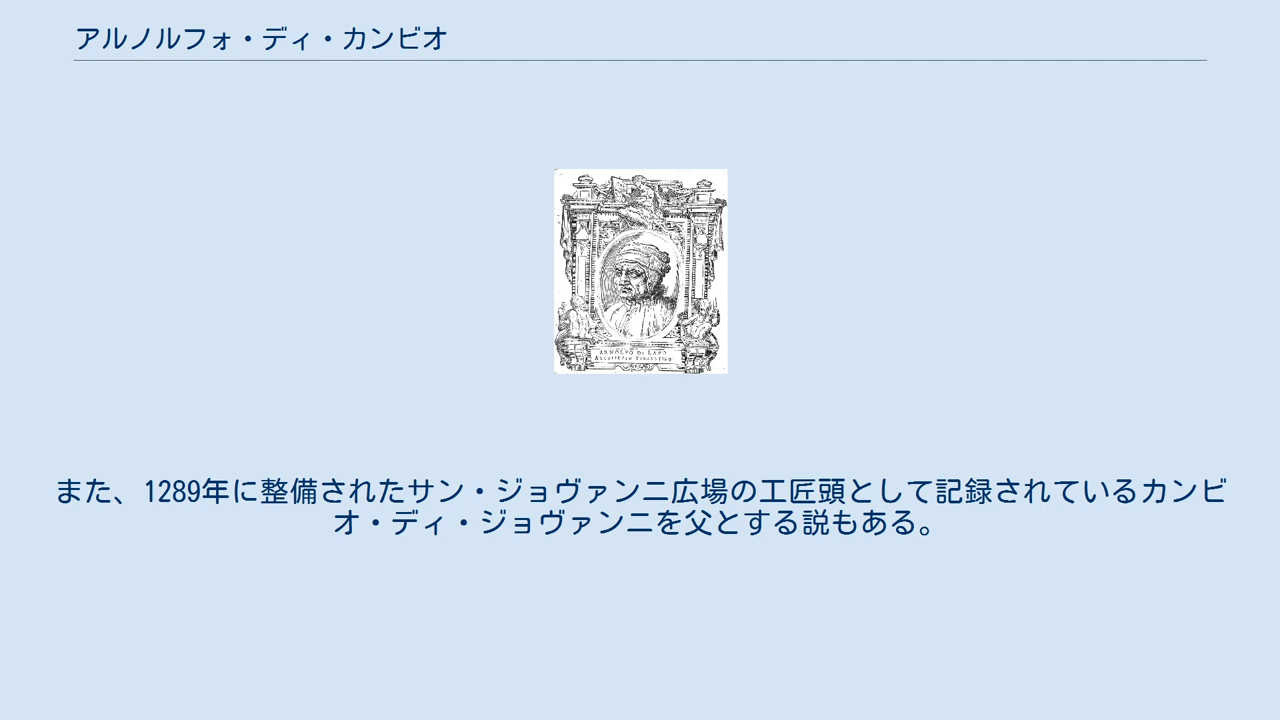 アルノルフォ・ディ・カンビオ
ARNOLFO DI LAPO
ARCHITETTO FIORENTINO
また、1289年に整備されたサン・ジョヴァンニ広場の工匠頭として記録されているカンビ
オ・ディ・ジョヴァンニを父とする説もある。